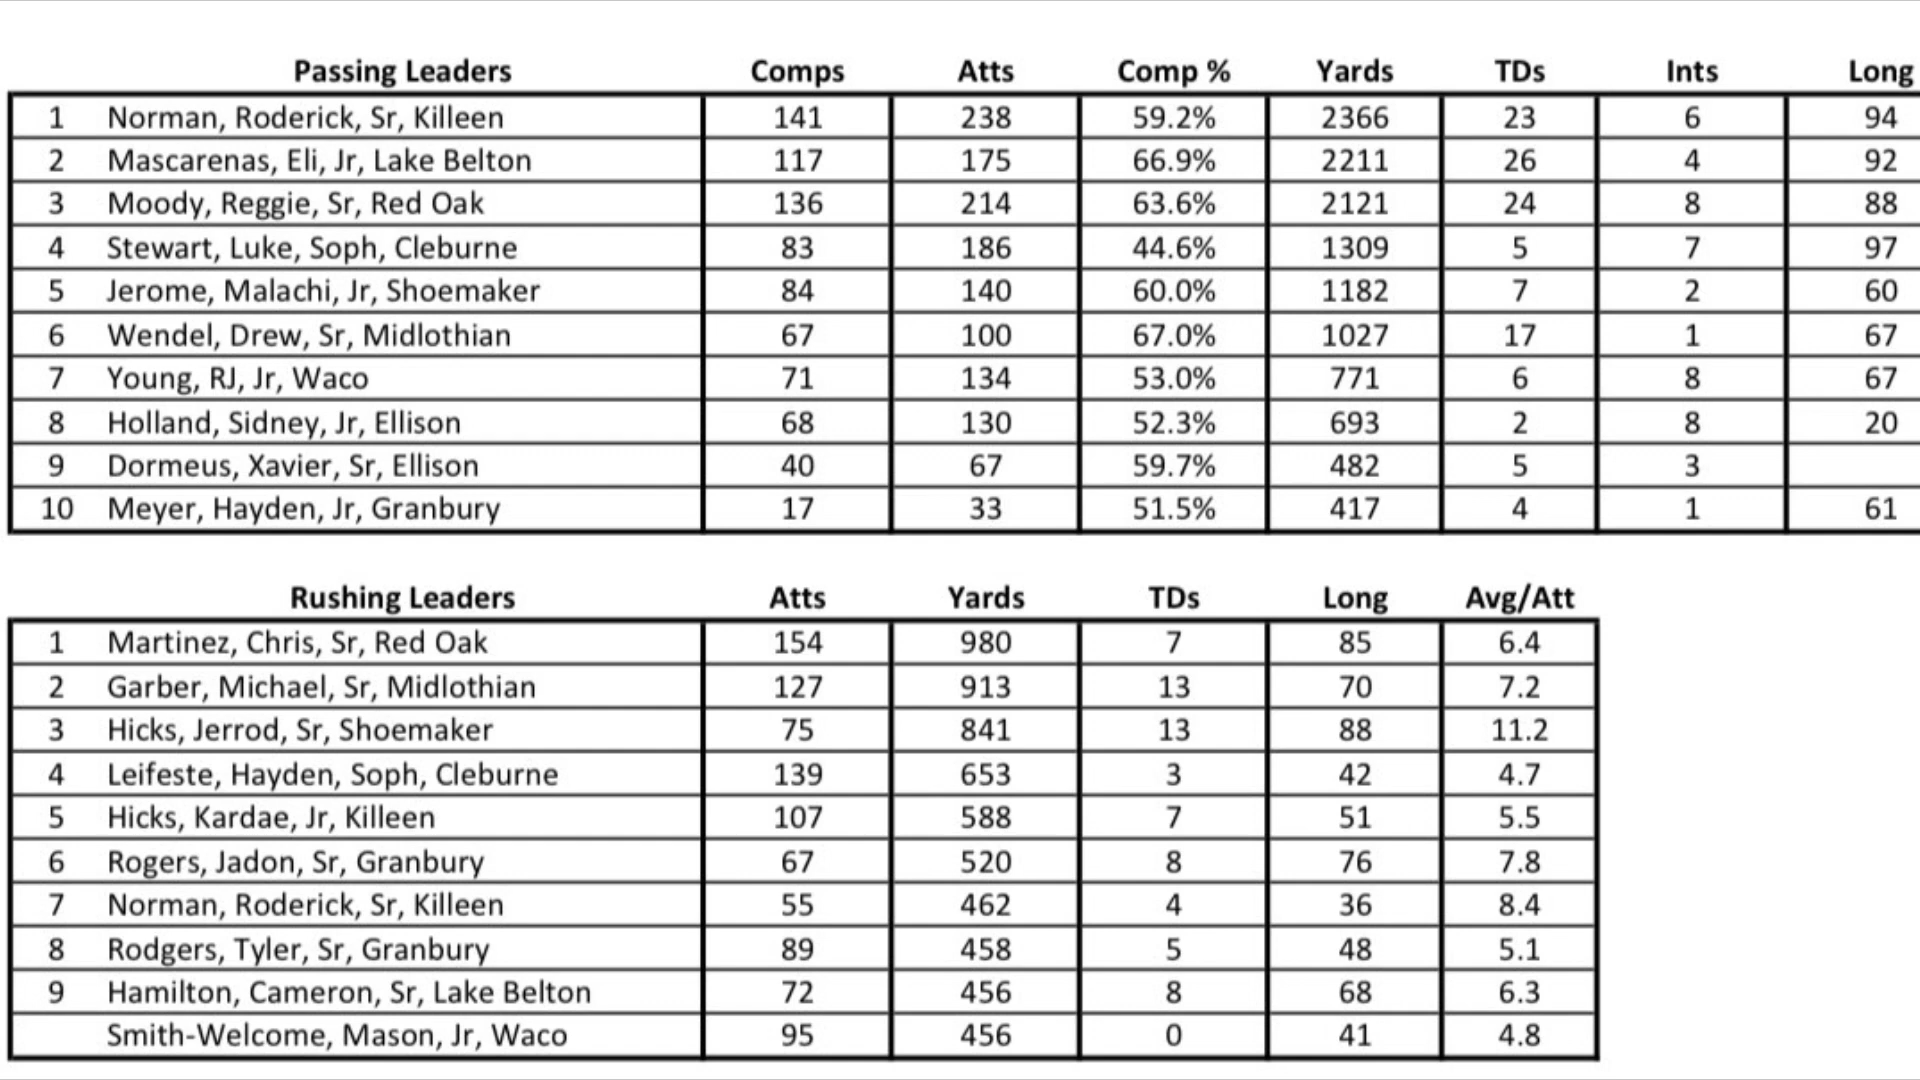 Passing Leaders Comps Atts Comp % Yards TDs Ints Long
1 Norman, Roderick, Sr, Killeen 141 238 59.2% 2366 23 6 94
2 Mascarenas, Eli, Jr, Lake Belton 117 175 66.9% 2211 26 4 92
3 Moody, Reggie, Sr, Red Oak 136 214 63.6% 2121 24 8 88
4 Stewart, Luke, Soph, Cleburne 83 186 44.6% 1309 5 7 97
5 Jerome, Malachi, Jr, Shoemaker 84 140 60.0% 1182 7 2 60
6 Wendel, Drew, Sr, Midlothian 67 100 67.0% 1027 17 1 67
7 Young, RJ, Jr, Waco 71 134 53.0% 771 6 8 67
8 Holland, Sidney, Jr, Ellison 68 130 52.3% 693 2 8 20
9 Dormeus, Xavier, Sr, Ellison 40 67 59.7% 482 5 3
10 Meyer, Hayden, Jr, Granbury 17 33 51.5% 417 4 1 61
Rushing Leaders Atts Yards TDs Long Avg/Att
1 Martinez, Chris, Sr, Red Oak 154 980 7 85 6.4
2 Garber, Michael, Sr, Midlothian 127 913 13 70 7.2
3 Hicks, Jerrod, Sr, Shoemaker 75 841 13 88 11.2
4 Leifeste, Hayden, Soph, Cleburne 139 653 3 42 4.7
5 Hicks, Kardae, Jr, Killeen 107 588 7 51 5.5
6 Rogers, Jadon, Sr, Granbury 67 520 8 76 7.8
7 Norman, Roderick, Sr, Killeen 55 462 4 36 8.4
8 Rodgers, Tyler, Sr, Granbury 89 458 5 48 5.1
9 Hamilton, Cameron, Sr, Lake Belton 72 456 8 68 6.3
Smith-Welcome, Mason, Jr, Waco 95 456 0 41 4.8